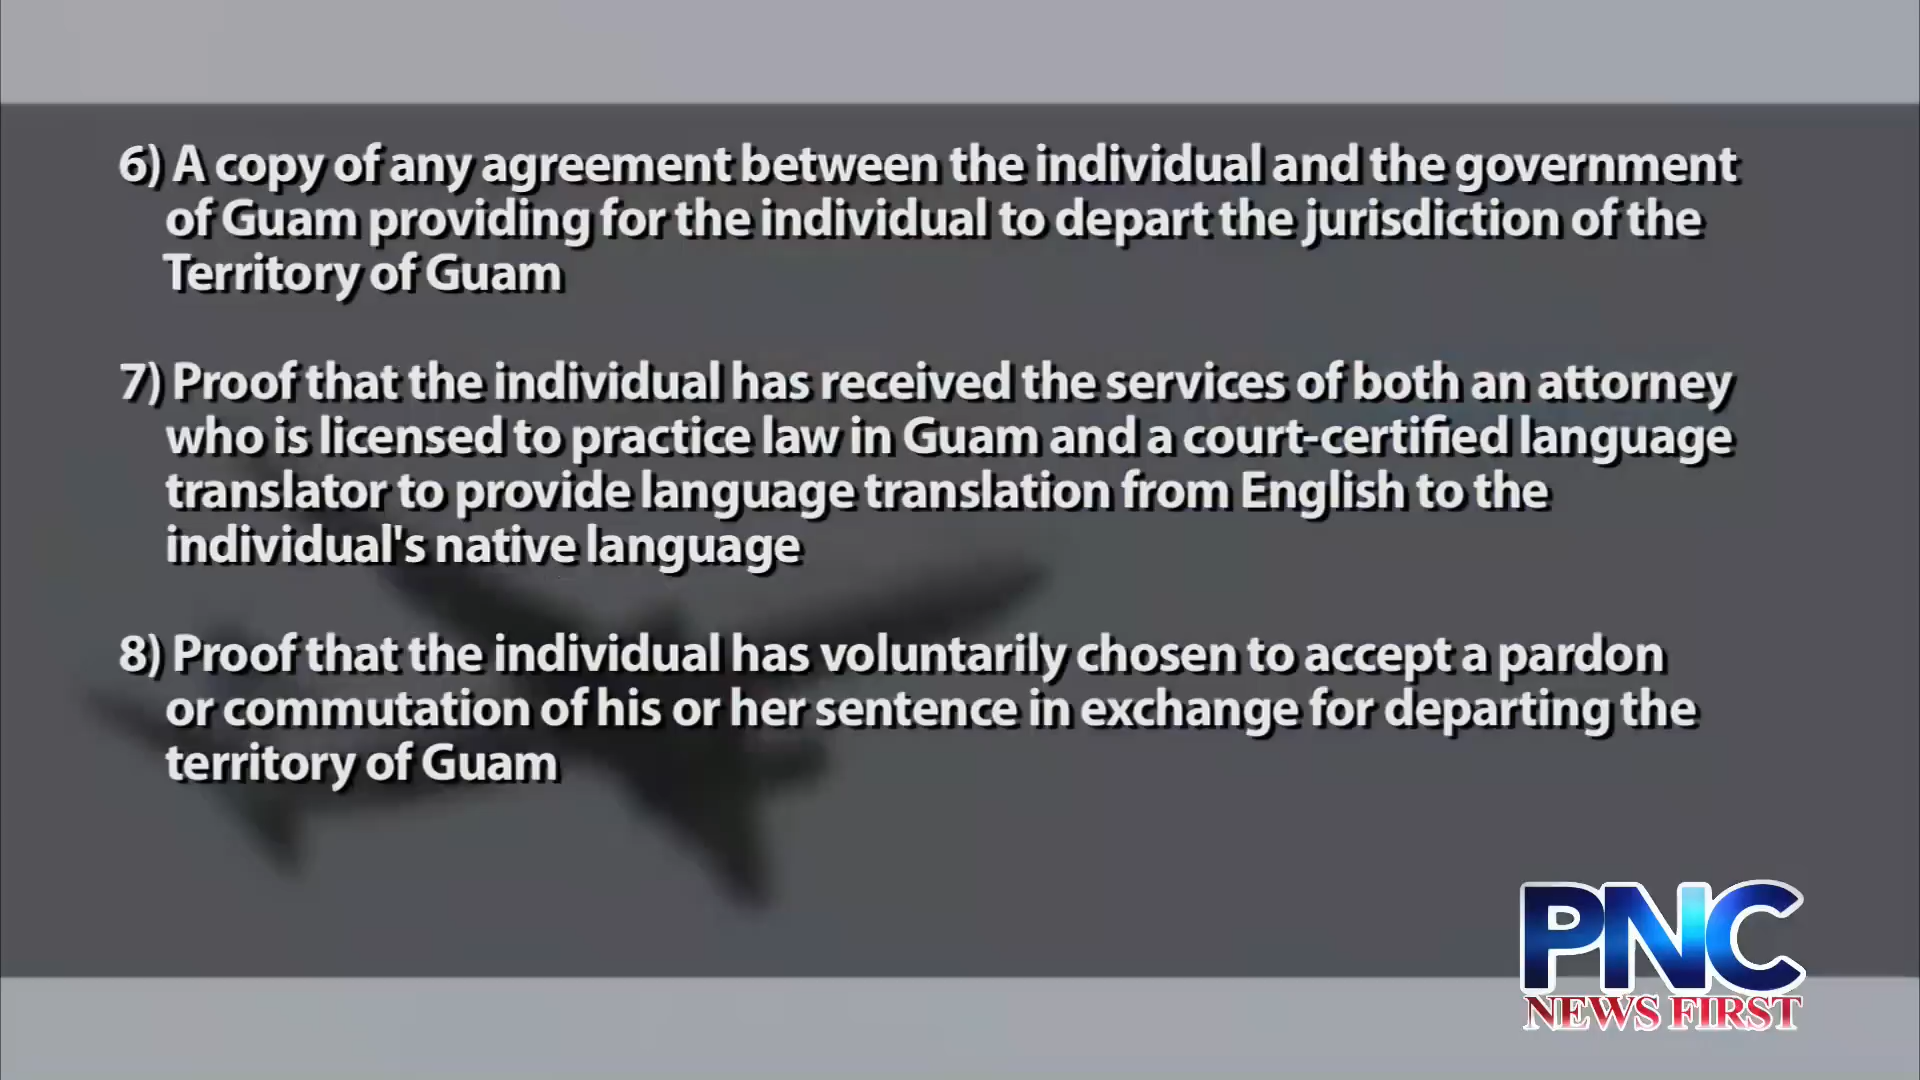 6) A copy of any agreement between the individual and the government
of Guam providing for the individual to depart the jurisdiction of the
Territory of Guam
7) Proof that the individual has received the services of both an attorney
who is licensed to practice law in Guam and a court-certified language
translator to provide language translation from English to the
individual's native language
8) Proof that the individual has voluntarily chosen to accept a pardon
or commutation of his or her sentence in exchange for departing the
territory of Guam
PNC
NEWS FIRST